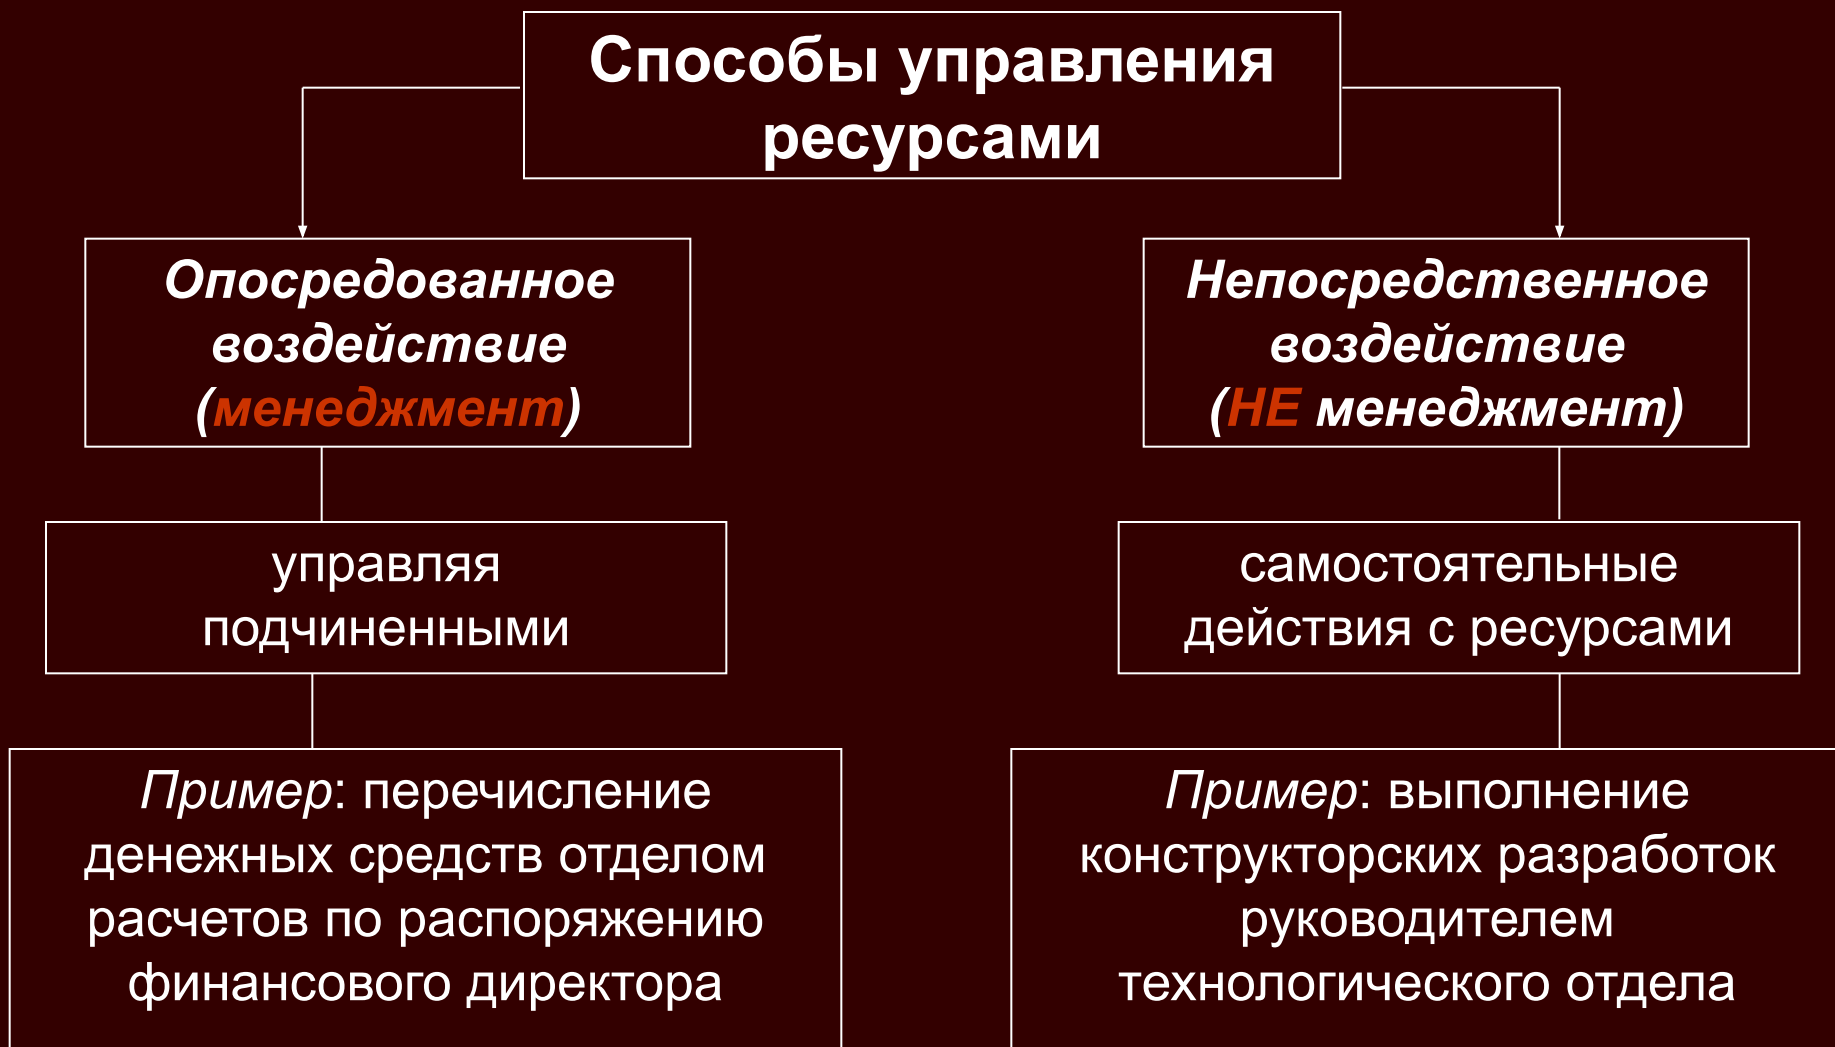 Способы управления
ресурсами
Опосредованное
воздействие
(менеджмент)
Непосредственное
воздействие
(НЕ менеджмент)
управляя
подчиненными
самостоятельные
действия с ресурсами
Пример: перечисление
денежных средств отделом
расчетов по распоряжению
финансового директора
Пример: выполнение
конструкторских разработок
руководителем
технологического отдела